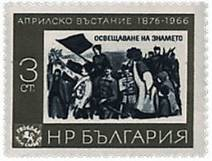 АПРИЛСКО ВЪСТАНИЕ 1876-1966
ОСВЕЩАВАНЕ НА ЗНАМЕТО
3
СТ.
НР БЪЛГАРИЯ